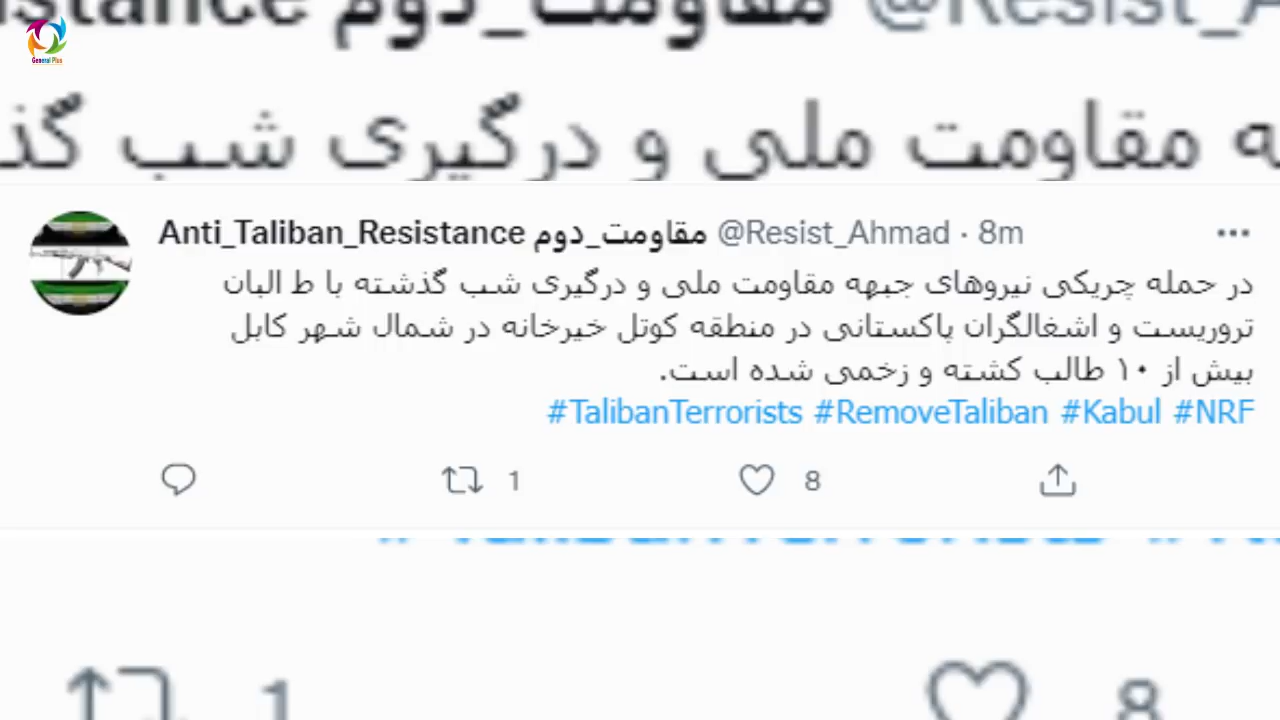 General Plus
مقاومت_دوم
ه مقاومت ملی و درگیری شب گذ
Anti_Taliban_Resistance مقاومت_دوم @Resist_Ahmad · 8m
در حمله چریکی نیروهای جبهه مقاومت ملی و درگیری شب گذشته با ط البان
تروریست و اشغالگران پاکستانی در منطقه کوتل خیرخانه در شمال شهر کابل
بیش از ۱۰ طالب کشته و زخمی شده است.
#TalibanTerrorists #RemoveTaliban #Kabul #NRF
1 8
1 8